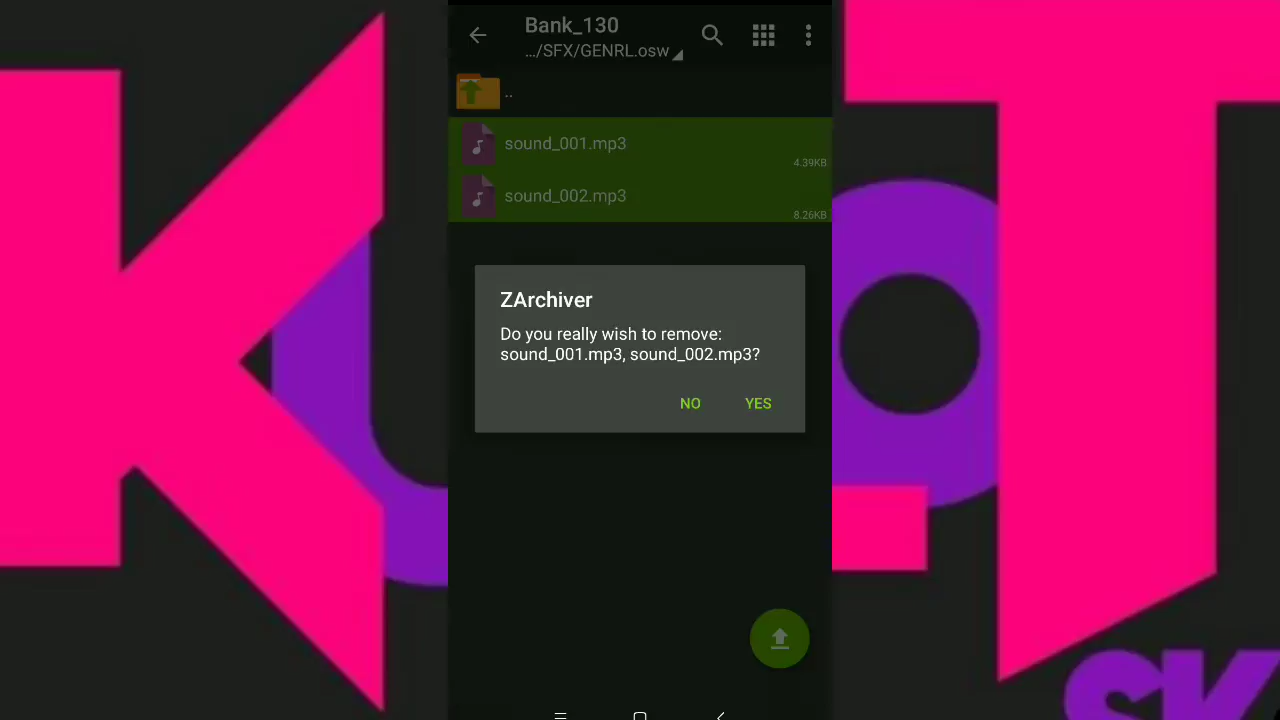 Bank_130
.../SFX/GENRL.osw
..
sound_001.mp3
4.39KB
sound_002.mp3
8.26KB
ZArchiver
Do you really wish to remove:
sound_001.mp3, sound_002.mp3?
NO YES
SK